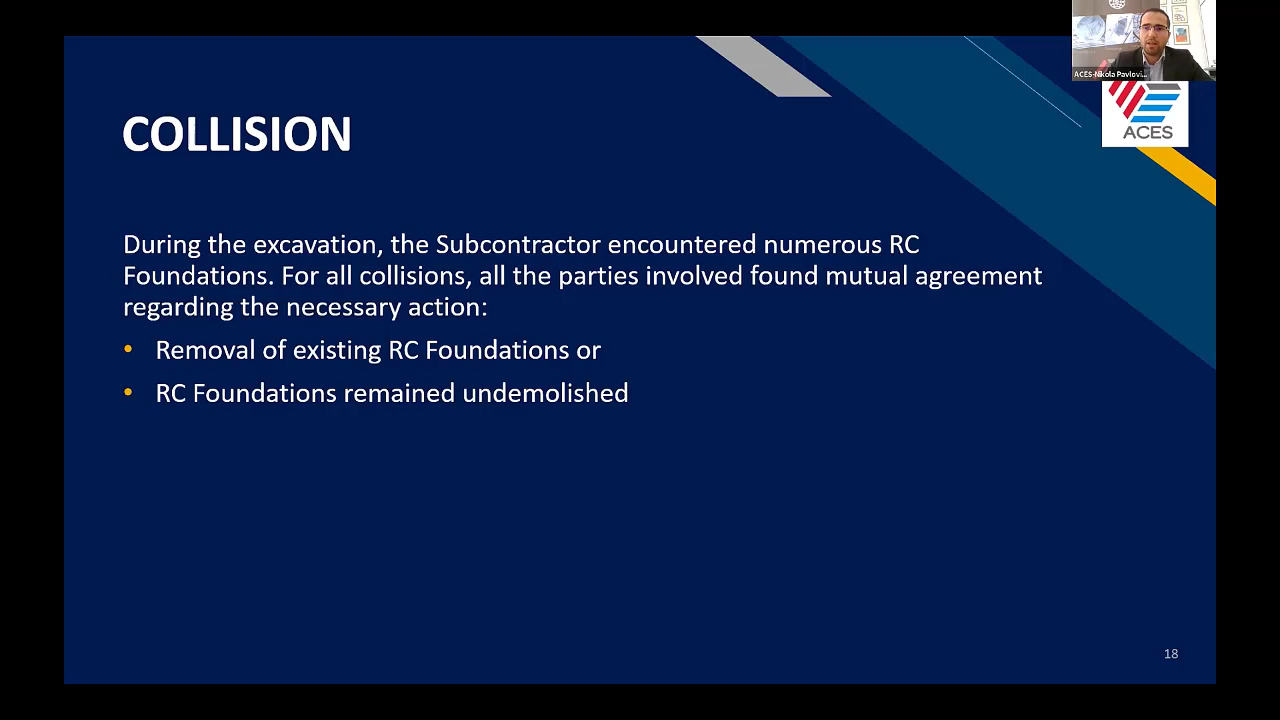 ACES-Nikola Pavlovi...
ACES
COLLISION
During the excavation, the Subcontractor encountered numerous RC
Foundations. For all collisions, all the parties involved found mutual agreement
regarding the necessary action:
• Removal of existing RC Foundations or
• RC Foundations remained undemolished
18